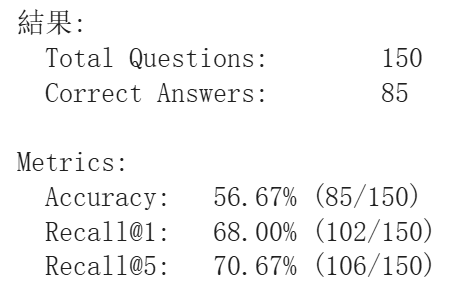 結果:
Total Questions: 150
Correct Answers: 85
Metrics:
Accuracy: 56.67% (85/150)
Recall@1: 68.00% (102/150)
Recall@5: 70.67% (106/150)